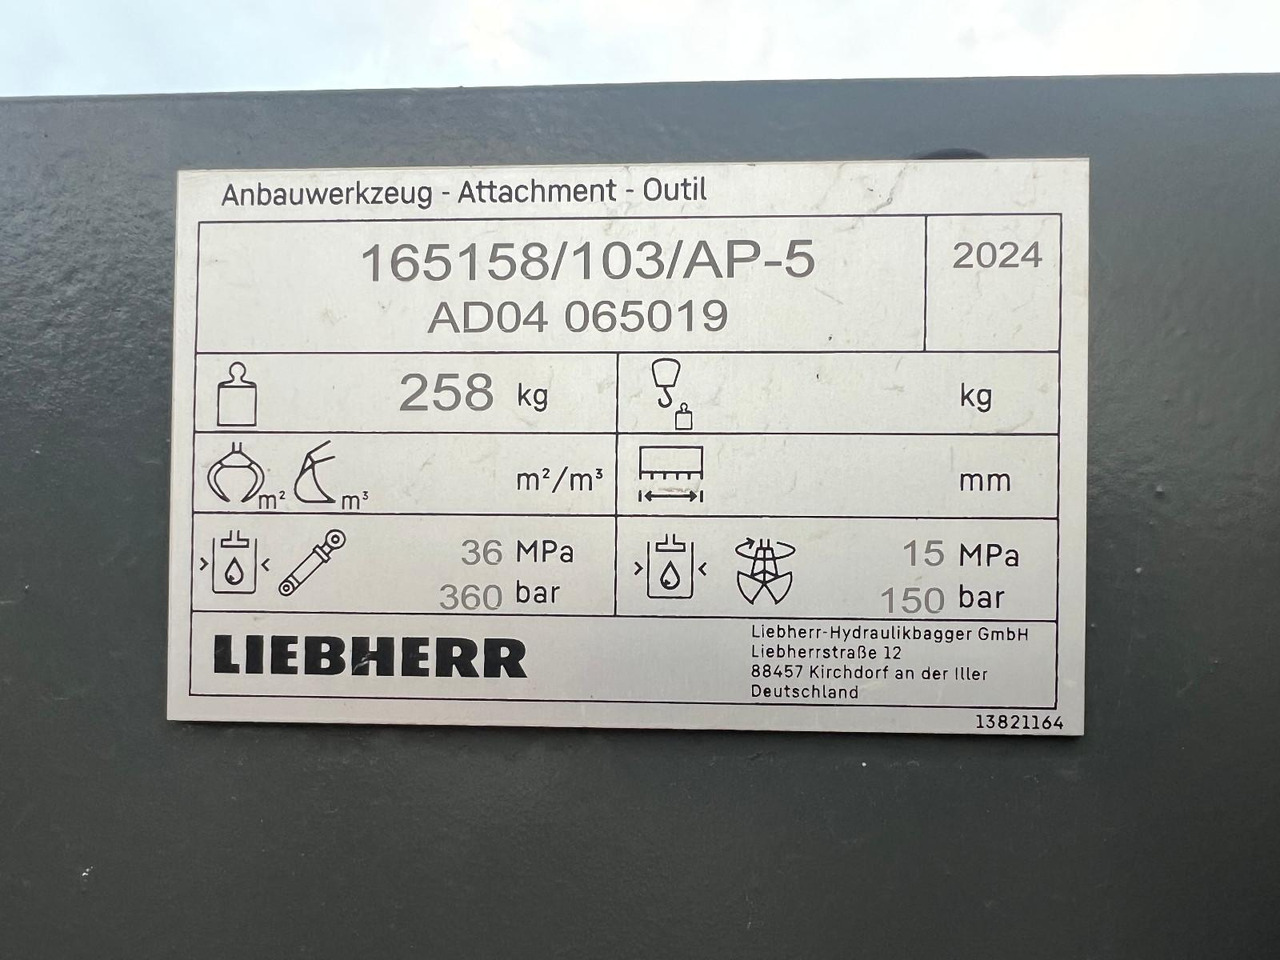 Anbauwerkzeug - Attachment - Outil
165158/103/AP-5
2024
AD04 065019
258 kg
kg
m² m³ m²/m³
mm
36 MPa
360 bar
15 MPa
150 bar
LIEBHERR
Liebherr-Hydraulikbagger GmbH
Liebherrstraße 12
88457 Kirchdorf an der Iller
Deutschland
13821164